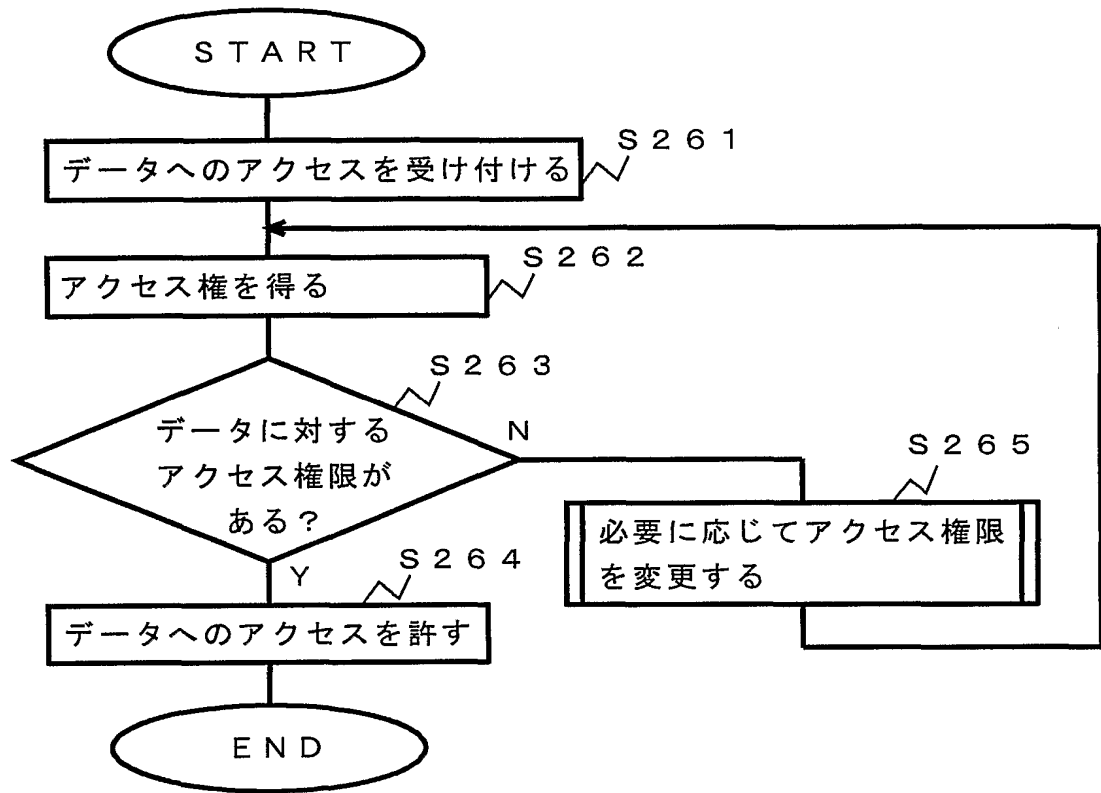 ＳＴＡＲＴ
Ｓ２６１
データへのアクセスを受け付ける
Ｓ２６２
アクセス権を得る
Ｓ２６３
データに対する
アクセス権限が
ある？
Ｎ
Ｙ
Ｓ２６５
必要に応じてアクセス権限
を変更する
Ｓ２６４
データへのアクセスを許す
ＥＮＤ